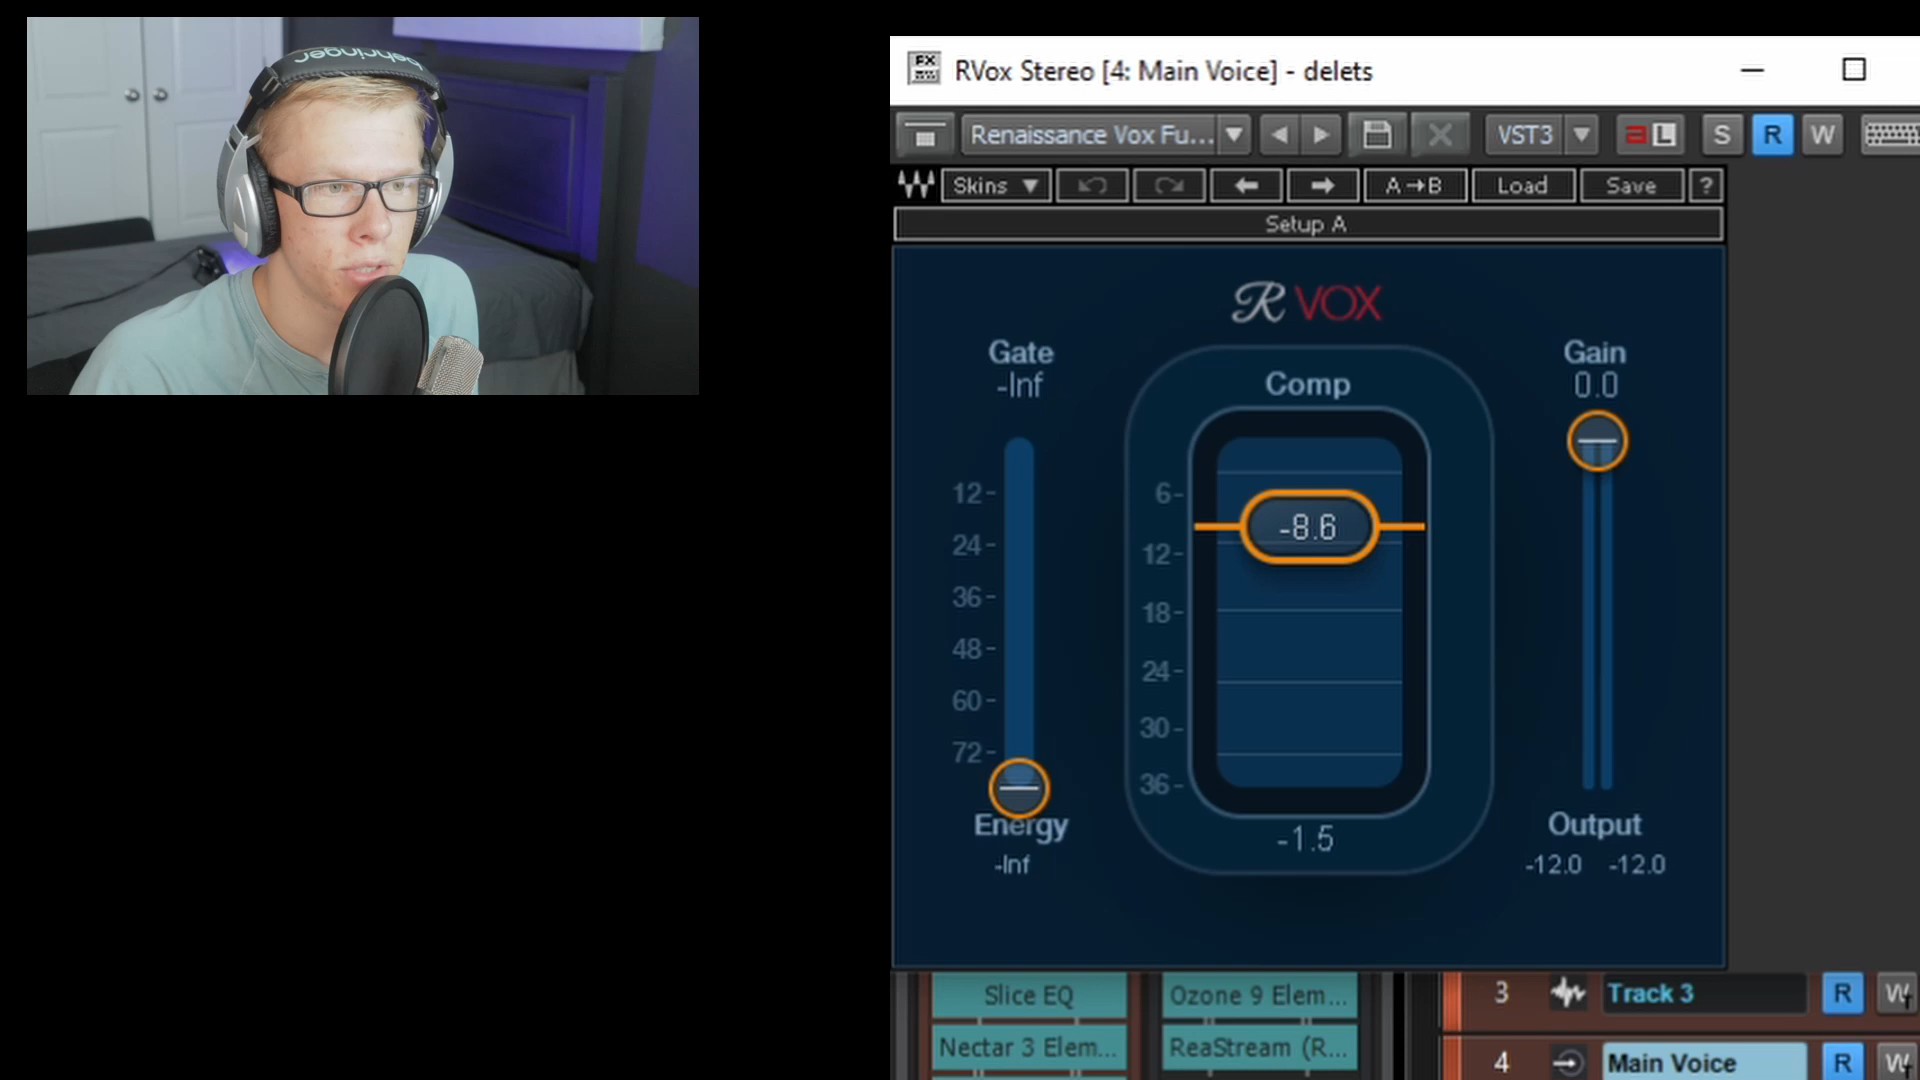 behringer
RVox Stereo [4: Main Voice] - delets
Renaissance Vox Fu...
VST3
a L
S
R
W
Skins
A→B
Load
Save
?
Setup A
R VOX
Gate
-Inf
12
24
36
48
60
72
Energy
-Inf
Comp
6
12
18
24
30
36
-8.6
-1.5
Gain
0.0
Output
-12.0 -12.0
Slice EQ
Ozone 9 Elem...
Nectar 3 Elem...
ReaStream (R...
3
Track 3
R
W
4
Main Voice
R
W